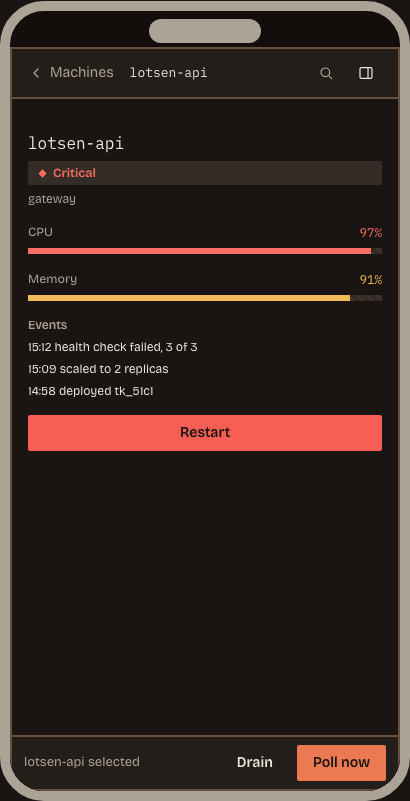 Machines lotsen-api
lotsen-api
Critical
gateway
CPU 97%
Memory 91%
Events
15:12 health check failed, 3 of 3
15:09 scaled to 2 replicas
14:58 deployed tk_51c1
Restart
lotsen-api selected Drain Poll now